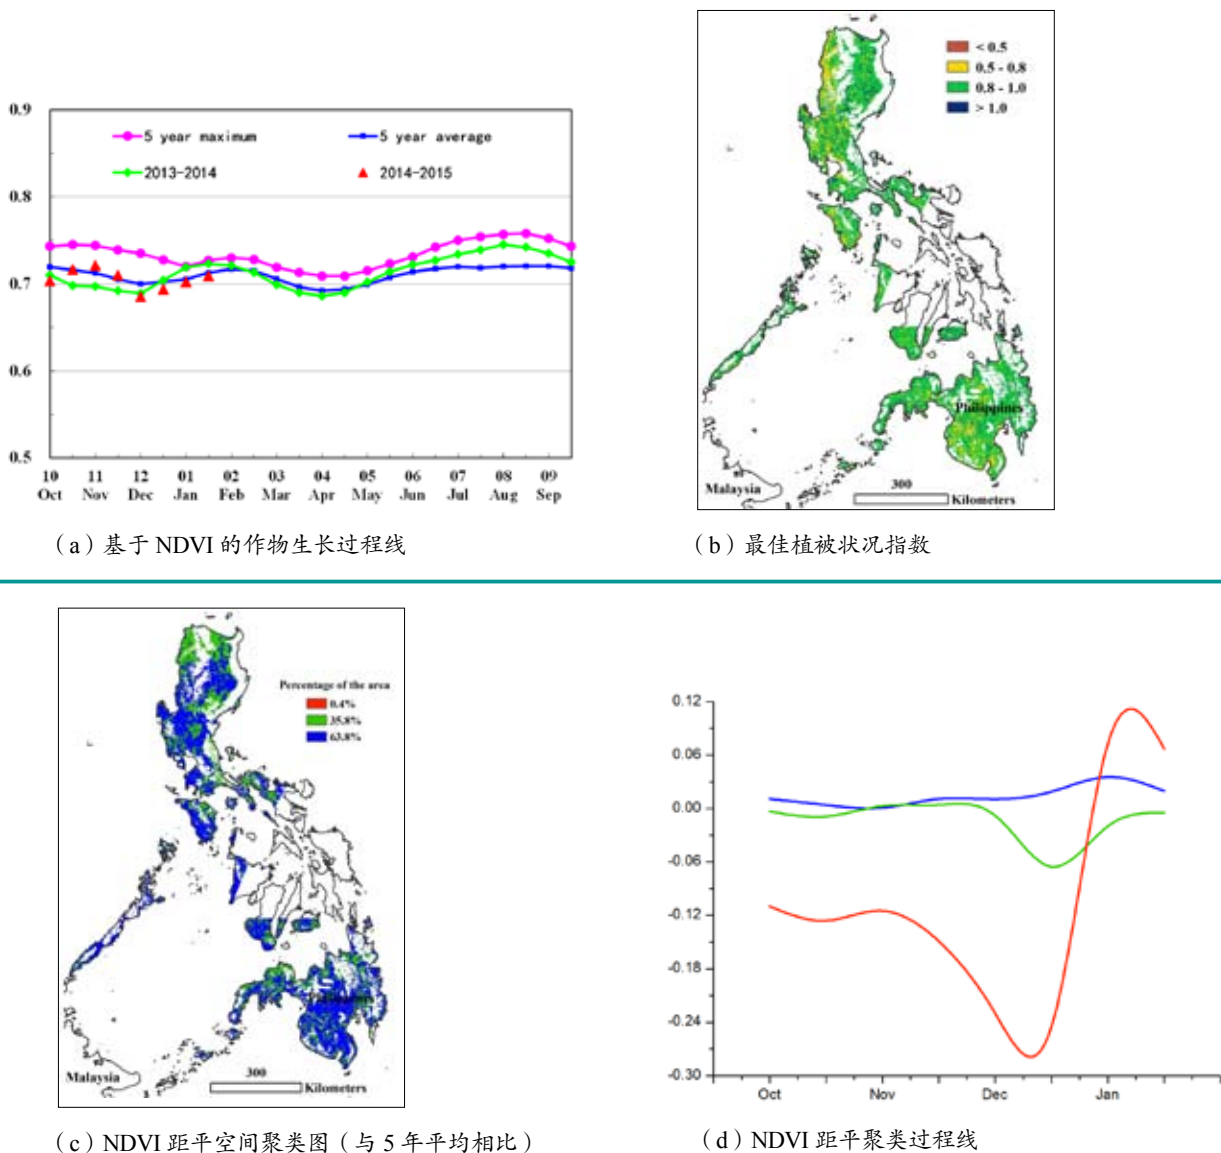 0.9
0.8
0.7
0.6
0.5
5 year maximum
5 year average
2013-2014
2014-2015
10 11 12 01 02 03 04 05 06 07 08 09
Oct Nov Dec Jan Feb Mar Apr May Jun Jul Aug Sep
(a)基于 NDVI 的作物生长过程线
< 0.5
0.5 - 0.8
0.8 - 1.0
> 1.0
Philippines
Malaysia
300
Kilometers
(b)最佳植被状况指数
Percentage of the area
0.4%
35.8%
63.8%
Philippines
Malaysia
300
Kilometers
(c)NDVI 距平空间聚类图(与 5 年平均相比)
0.12
0.06
0.00
-0.06
-0.12
-0.18
-0.24
-0.30
Oct Nov Dec Jan
(d)NDVI 距平聚类过程线